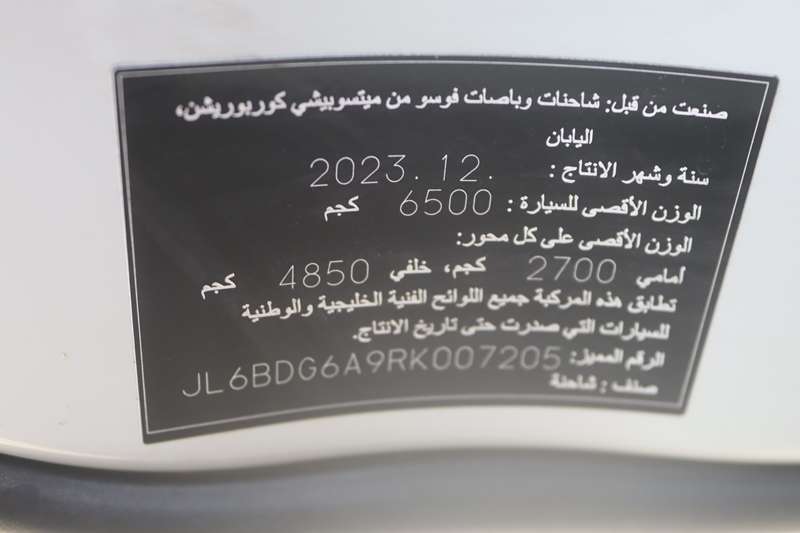 صنعت من قبل: شاحنات وباصات فوسو من ميتسوبيشي كوربوريشن،
اليابان
سنة وشهر الانتاج : 2023.12.
الوزن الأقصى للسيارة : 6500 كجم
الوزن الأقصى على كل محور:
أمامي 2700 كجم، خلفي 4850 كجم
تطابق هذه المركبة جميع اللوائح الفنية الخليجية والوطنية
للسيارات التي صدرت حتى تاريخ الانتاج.
الرقم المميز: JL6BDG6A9RK007205
صنف : شاحنة